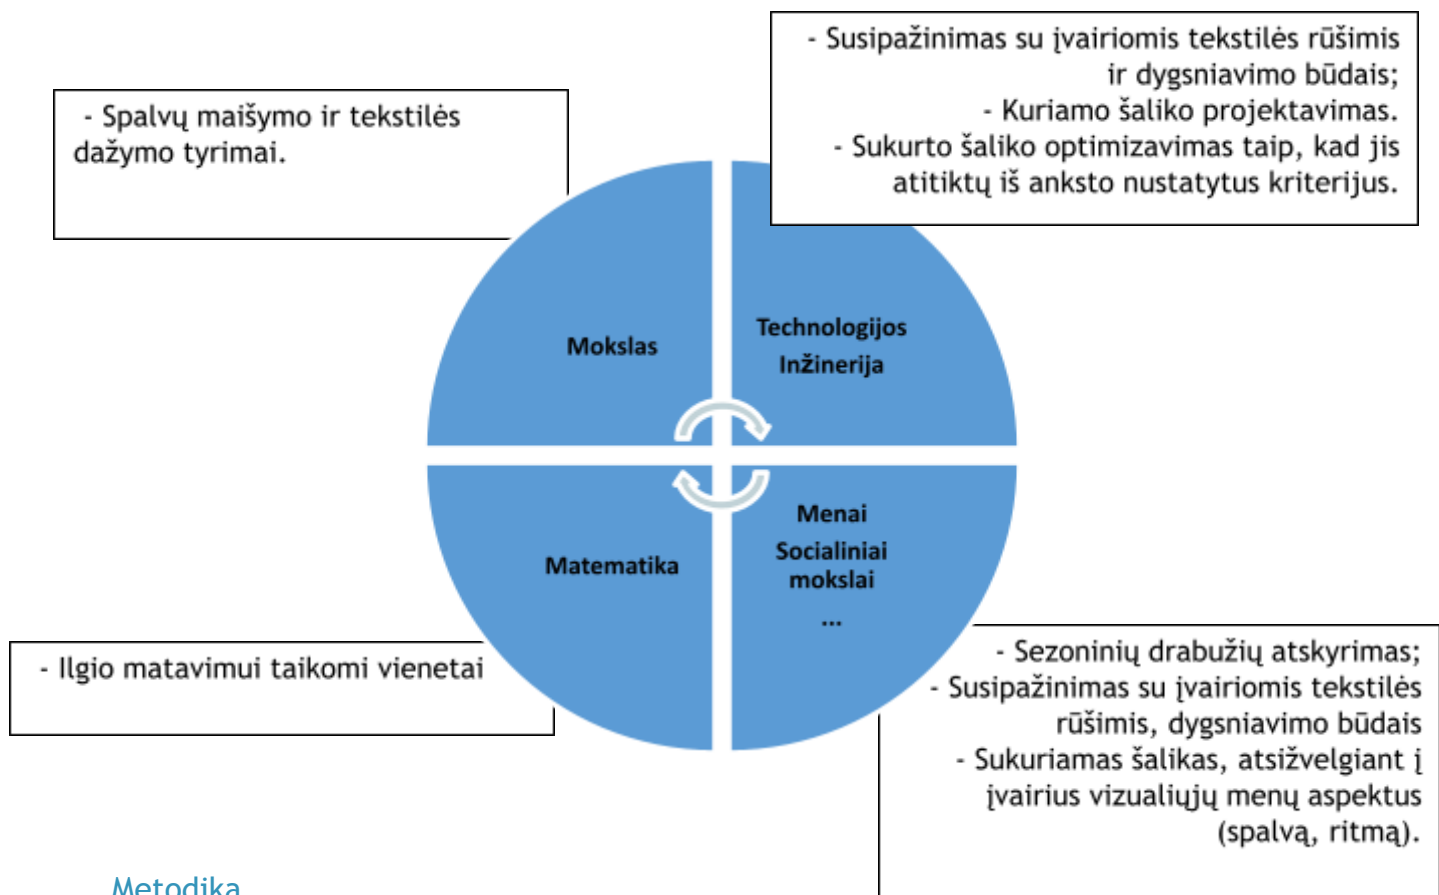 - Spalvų maišymo ir tekstilės
dažymo tyrimai.
- Susipažinimas su įvairiomis tekstilės rūšimis
ir dygsniavimo būdais;
- Kuriamo šaliko projektavimas.
- Sukurto šaliko optimizavimas taip, kad jis
atitiktų iš anksto nustatytus kriterijus.
Mokslas
Technologijos
Inžinerija
Matematika
Menai
Socialiniai
mokslai
...
- Ilgio matavimui taikomi vienetai
- Sezoninių drabužių atskyrimas;
- Susipažinimas su įvairiomis tekstilės
rūšimis, dygsniavimo būdais
- Sukuriamas šalikas, atsižvelgiant į
įvairius vizualiųjų menų aspektus
(spalvą, ritmą).
Metodika